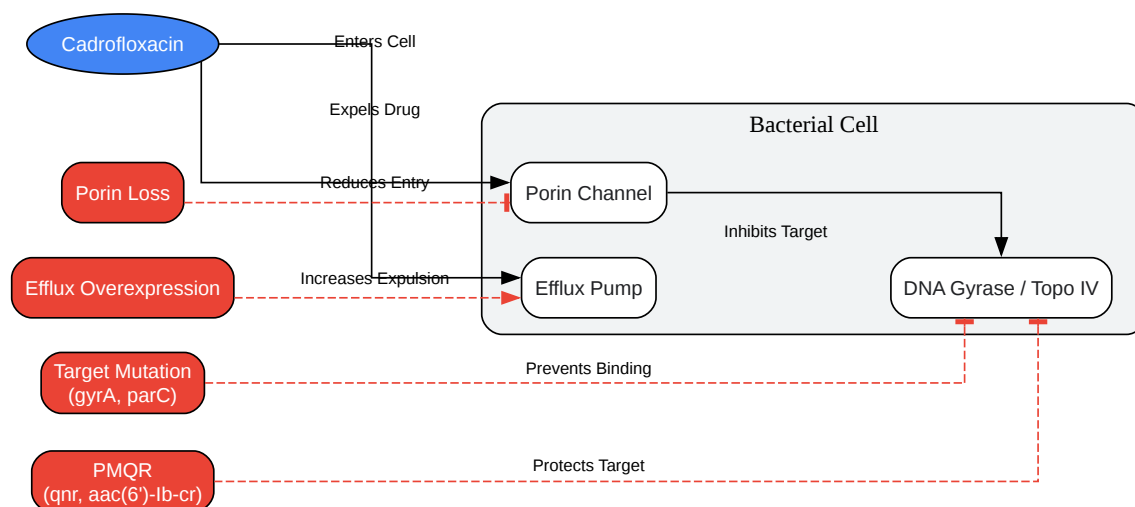 Cadrofloxacin
Enters Cell
Expels Drug
Bacterial Cell
Porin Loss
Reduces Entry
Porin Channel
Inhibits Target
Efflux Overexpression
Increases Expulsion
Efflux Pump
DNA Gyrase / Topo IV
Target Mutation
(gyrA, parC)
Prevents Binding
PMQR
(qnr, aac(6')-Ib-cr)
Protects Target